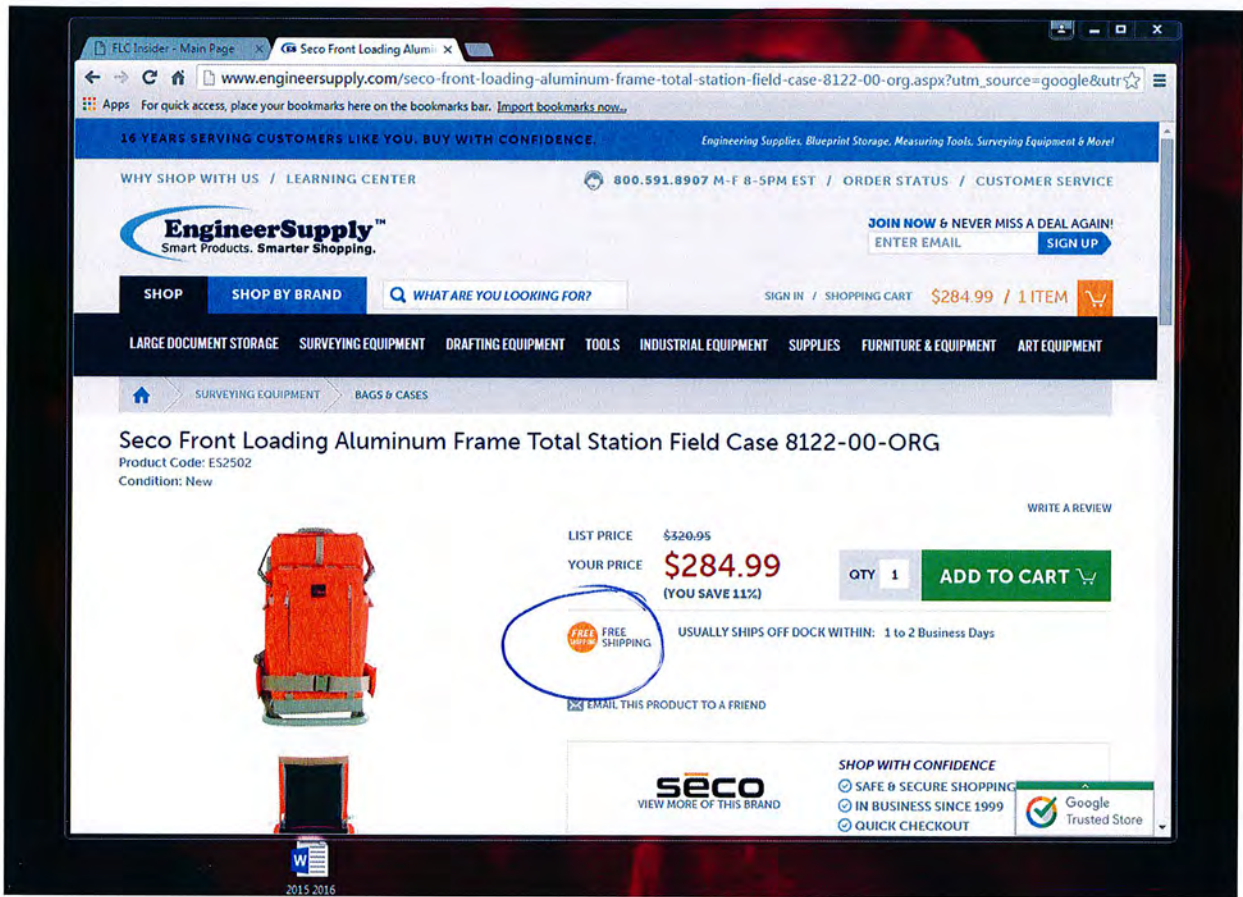 FLC Insider - Main Page
Seco Front Loading Alumi
www.engineersupply.com/seco-front-loading-aluminum-frame-total-station-field-case-8122-00-org.aspx?utm_source=google&utr
Apps For quick access, place your bookmarks here on the bookmarks bar. Import bookmarks now...
16 YEARS SERVING CUSTOMERS LIKE YOU. BUY WITH CONFIDENCE.
Engineering Supplies, Blueprint Storage, Measuring Tools, Surveying Equipment & More!
WHY SHOP WITH US / LEARNING CENTER
800.591.8907 M-F 8-5PM EST / ORDER STATUS / CUSTOMER SERVICE
EngineerSupply™
Smart Products. Smarter Shopping.
JOIN NOW & NEVER MISS A DEAL AGAIN!
ENTER EMAIL SIGN UP
SHOP SHOP BY BRAND WHAT ARE YOU LOOKING FOR? SIGN IN / SHOPPING CART $284.99 / 1 ITEM
LARGE DOCUMENT STORAGE SURVEYING EQUIPMENT DRAFTING EQUIPMENT TOOLS INDUSTRIAL EQUIPMENT SUPPLIES FURNITURE & EQUIPMENT ART EQUIPMENT
SURVEYING EQUIPMENT BAGS & CASES
Seco Front Loading Aluminum Frame Total Station Field Case 8122-00-ORG
Product Code: ES2502
Condition: New
WRITE A REVIEW
LIST PRICE $320.95
YOUR PRICE $284.99
(YOU SAVE 11%)
QTY 1 ADD TO CART
FREE SHIPPING
FREE SHIPPING
USUALLY SHIPS OFF DOCK WITHIN: 1 to 2 Business Days
EMAIL THIS PRODUCT TO A FRIEND
seco
VIEW MORE OF THIS BRAND
SHOP WITH CONFIDENCE
SAFE & SECURE SHOPPING
IN BUSINESS SINCE 1999
QUICK CHECKOUT
Google
Trusted Store
W
2015 2016